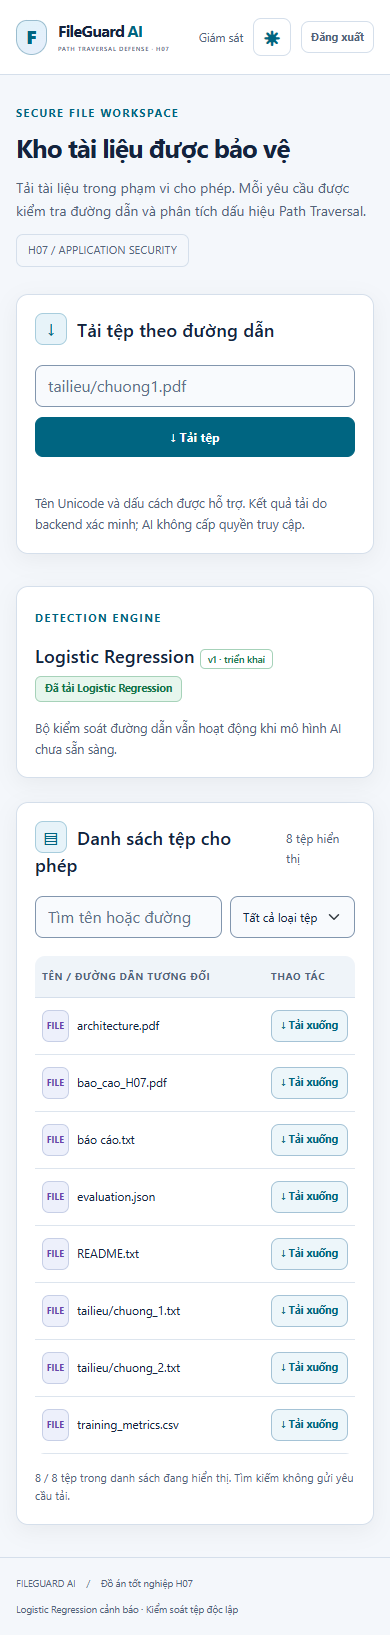 F
FileGuard AI
PATH TRAVERSAL DEFENSE · H07
Giám sát
Đăng xuất
SECURE FILE WORKSPACE
Kho tài liệu được bảo vệ
Tải tài liệu trong phạm vi cho phép. Mỗi yêu cầu được
kiểm tra đường dẫn và phân tích dấu hiệu Path Traversal.
H07 / APPLICATION SECURITY
↓ Tải tệp theo đường dẫn
tailieu/chuong1.pdf
↓ Tải tệp
Tên Unicode và dấu cách được hỗ trợ. Kết quả tải do
backend xác minh; AI không cấp quyền truy cập.
DETECTION ENGINE
Logistic Regression v1 · triển khai
Đã tải Logistic Regression
Bộ kiểm soát đường dẫn vẫn hoạt động khi mô hình AI
chưa sẵn sàng.
Danh sách tệp cho
phép
8 tệp hiển
thị
Tìm tên hoặc đường
Tất cả loại tệp
TÊN / ĐƯỜNG DẪN TƯƠNG ĐỐI THAO TÁC
FILE architecture.pdf ↓ Tải xuống
FILE bao_cao_H07.pdf ↓ Tải xuống
FILE báo cáo.txt ↓ Tải xuống
FILE evaluation.json ↓ Tải xuống
FILE README.txt ↓ Tải xuống
FILE tailieu/chuong_1.txt ↓ Tải xuống
FILE tailieu/chuong_2.txt ↓ Tải xuống
FILE training_metrics.csv ↓ Tải xuống
8 / 8 tệp trong danh sách đang hiển thị. Tìm kiếm không gửi yêu
cầu tải.
FILEGUARD AI / Đồ án tốt nghiệp H07
Logistic Regression cảnh báo · Kiểm soát tệp độc lập